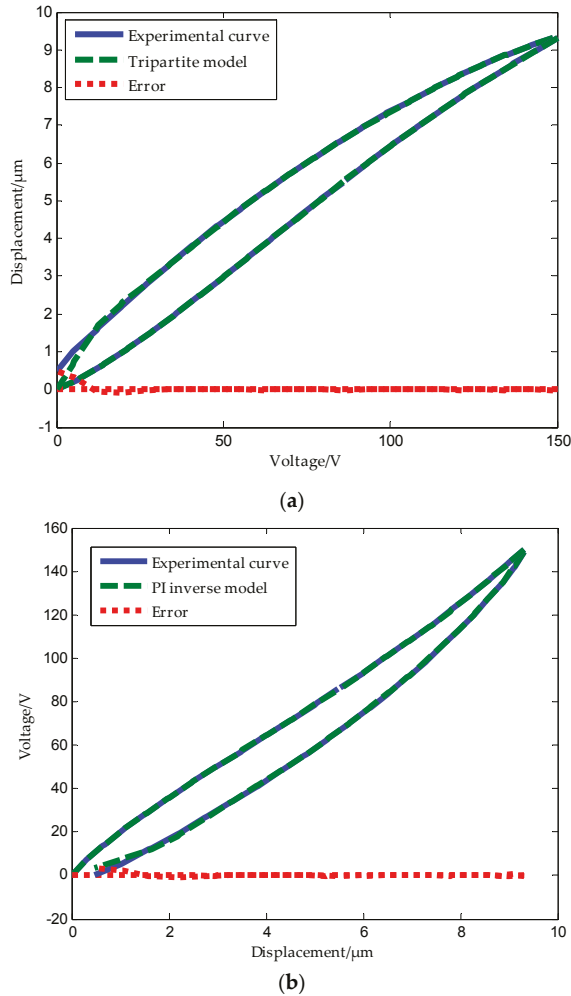 10
9
8
7
6
5
4
3
2
1
0
-1
Displacement/μm
Experimental curve
Tripartite model
Error
0
50
100
150
Voltage/V
(a)
160
140
120
100
80
60
40
20
0
-20
Voltage/V
Experimental curve
PI inverse model
Error
0
2
4
6
8
10
Displacement/μm
(b)